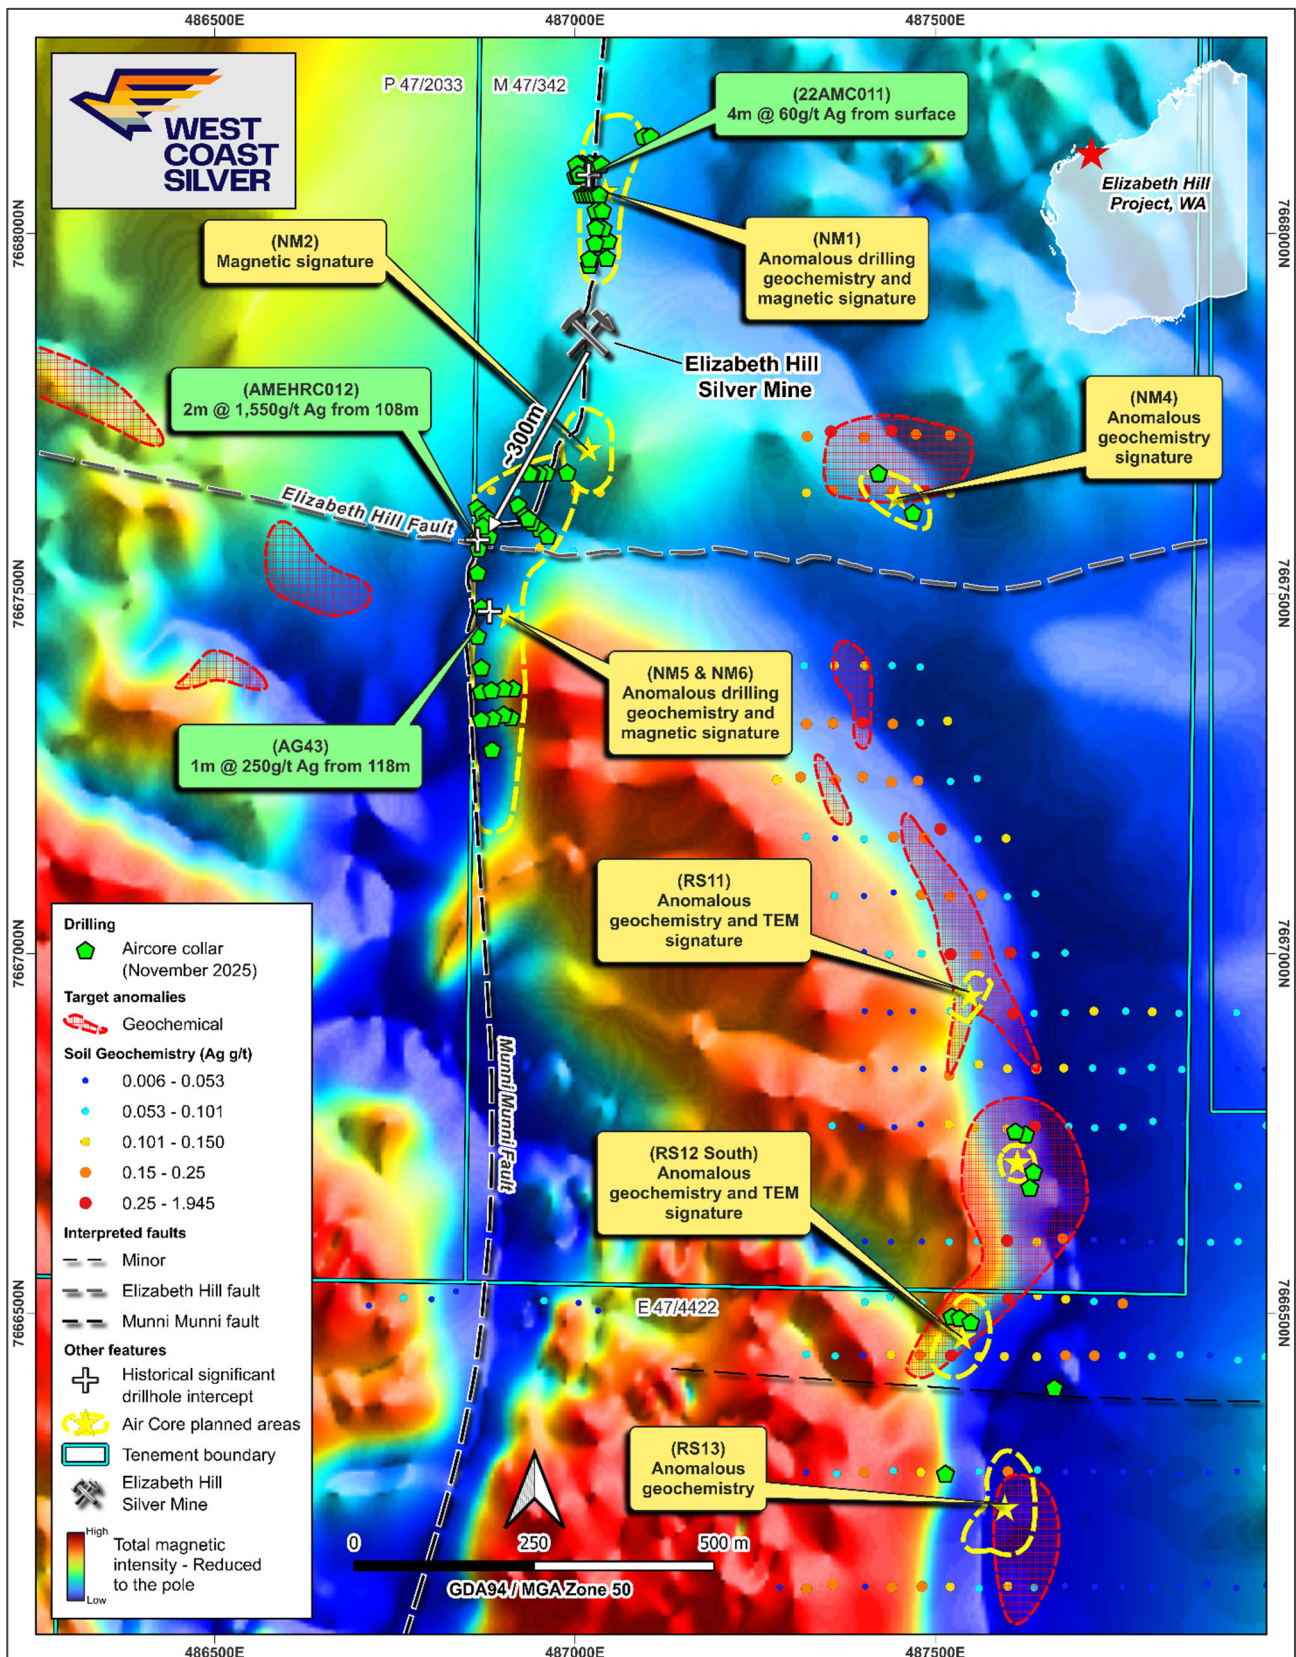 486500E
487000E
487500E
WEST
COAST
SILVER
P 47/2033
M 47/342
(22AMC011)
4m @ 60g/t Ag from surface
Elizabeth Hill
Project, WA
7668000N
7668000N
(NM2)
Magnetic signature
(NM1)
Anomalous drilling
geochemistry and
magnetic signature
Elizabeth Hill
Silver Mine
(AMEHRC012)
2m @ 1,550g/t Ag from 108m
~300m
(NM4)
Anomalous
geochemistry
signature
Elizabeth Hill Fault
7667500N
7667500N
(NM5 & NM6)
Anomalous drilling
geochemistry and
magnetic signature
(AG43)
1m @ 250g/t Ag from 118m
(RS11)
Anomalous
geochemistry and TEM
signature
7667000N
7667000N
Munni Munni Fault
(RS12 South)
Anomalous
geochemistry and TEM
signature
E 47/4422
7666500N
7666500N
(RS13)
Anomalous
geochemistry
Drilling
Aircore collar
(November 2025)
Target anomalies
Geochemical
Soil Geochemistry (Ag g/t)
0.006 - 0.053
0.053 - 0.101
0.101 - 0.150
0.15 - 0.25
0.25 - 1.945
Interpreted faults
Minor
Elizabeth Hill fault
Munni Munni fault
Other features
Historical significant
drillhole intercept
Air Core planned areas
Tenement boundary
Elizabeth Hill
Silver Mine
High
Total magnetic
intensity - Reduced
to the pole
Low
0 250 500 m
GDA94 / MGA Zone 50
486500E
487000E
487500E